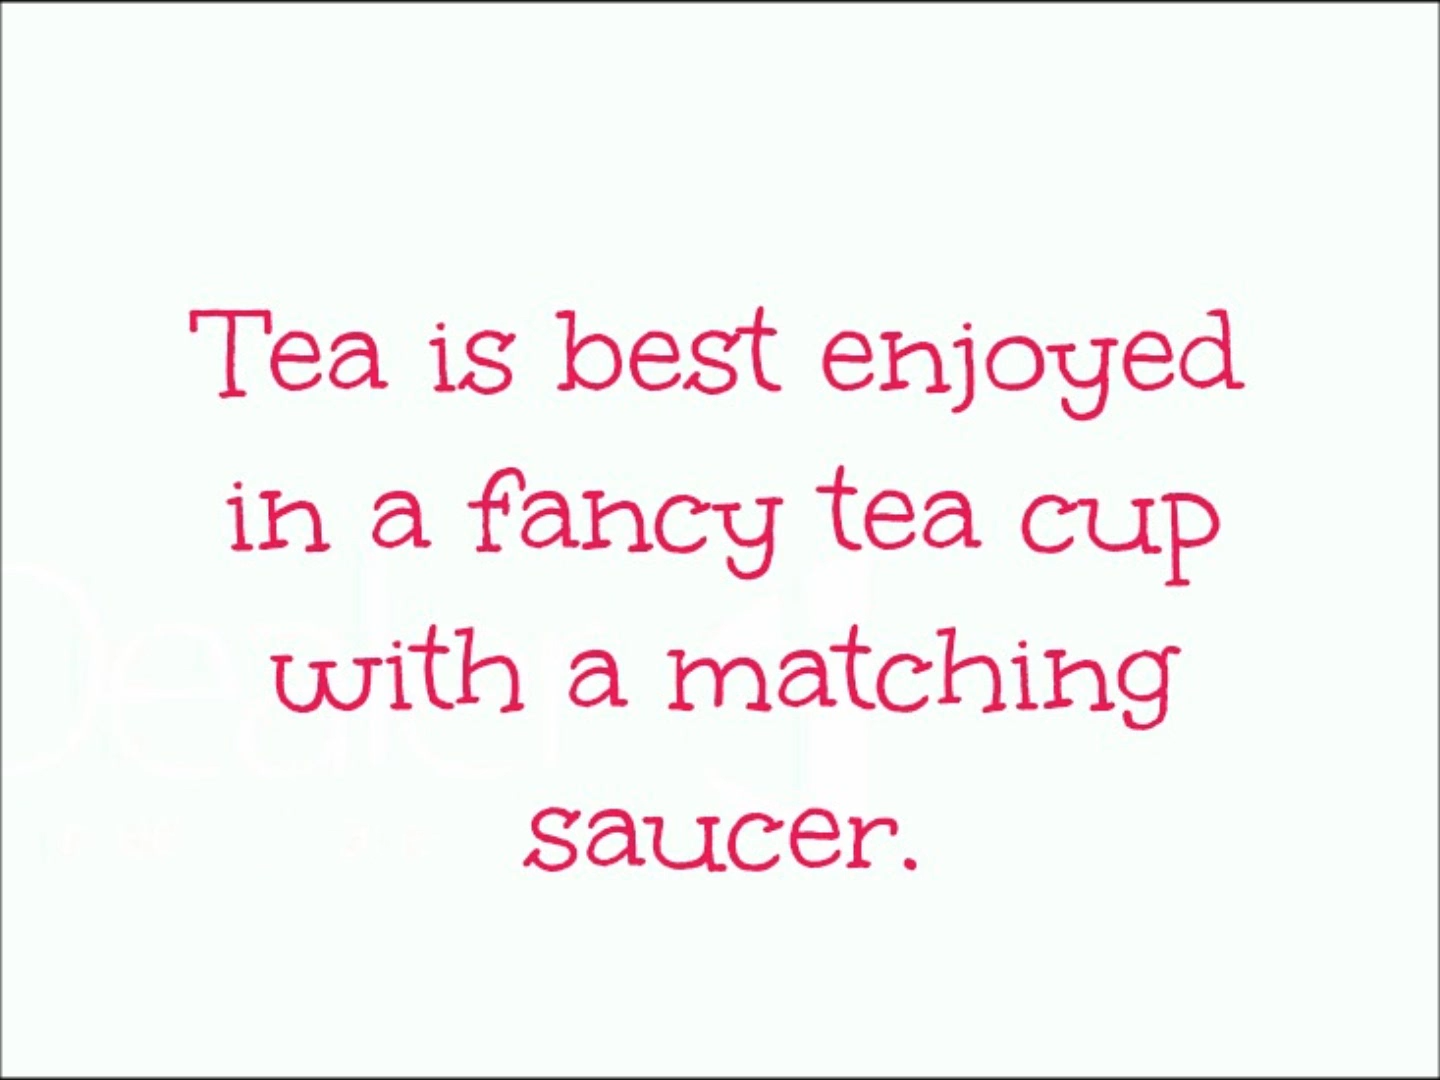 Tea is best enjoyed
in a fancy tea cup
with a matching
saucer.